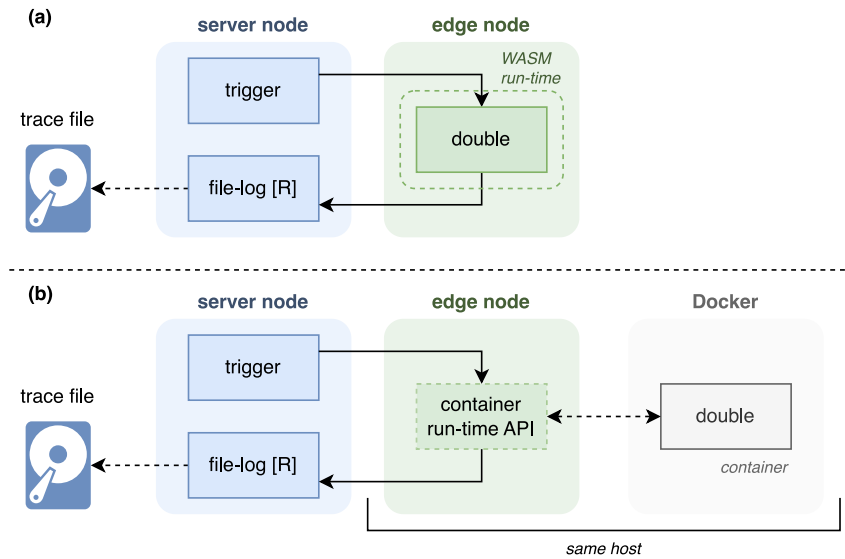 (a)
server node
edge node
WASM
run-time
trigger
double
trace file
file-log [R]
(b)
server node
edge node
Docker
trigger
trace file
container
run-time API
double
file-log [R]
container
same host